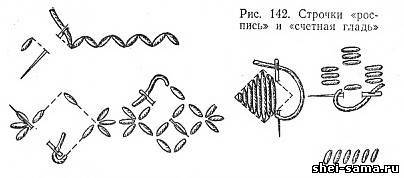 Рис. 142. Строчки «рос-
пись» и «счетная гладь»
shei-sama.ru